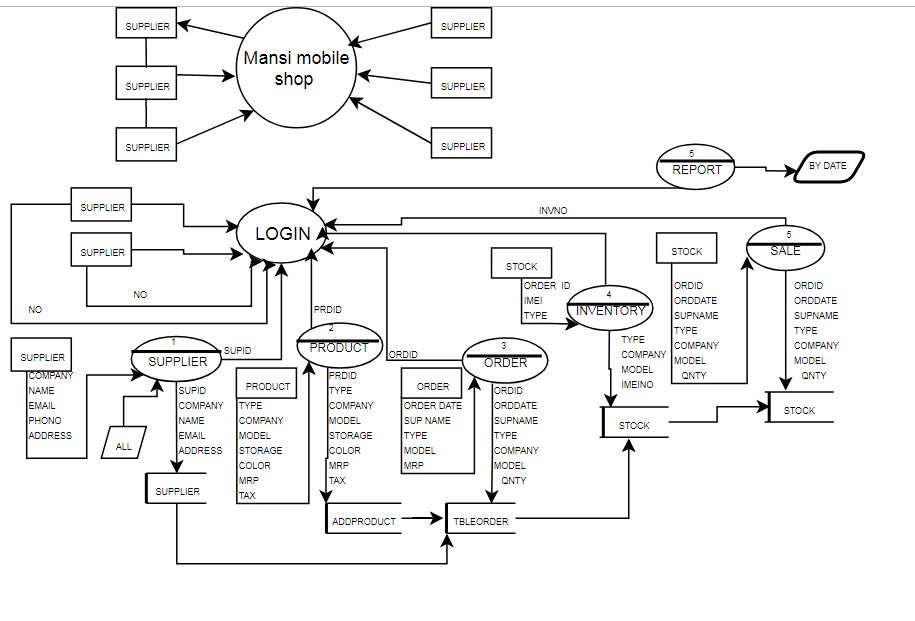 SUPPLIER
SUPPLIER
SUPPLIER
Mansi mobile
shop
SUPPLIER
SUPPLIER
SUPPLIER
5
REPORT
BY DATE
SUPPLIER
SUPPLIER
NO
NO
LOGIN
INVNO
5
SALE
STOCK
ORDER ID
IMEI
TYPE
4
INVENTORY
TYPE
COMPANY
MODEL
IMEINO
STOCK
ORDID
ORDDATE
SUPNAME
TYPE
COMPANY
MODEL
QNTY
ORDID
ORDDATE
SUPNAME
TYPE
COMPANY
MODEL
QNTY
STOCK
STOCK
SUPPLIER
COMPANY
NAME
EMAIL
PHONO
ADDRESS
ALL
1
SUPPLIER
SUPID
SUPID
COMPANY
NAME
EMAIL
ADDRESS
SUPPLIER
PRDID
2
PRODUCT
PRODUCT
TYPE
COMPANY
MODEL
STORAGE
COLOR
MRP
TAX
PRDID
TYPE
COMPANY
MODEL
STORAGE
COLOR
MRP
TAX
ADDPRODUCT
ORDID
3
ORDER
ORDER
ORDER DATE
SUP NAME
TYPE
MODEL
MRP
ORDID
ORDDATE
SUPNAME
TYPE
COMPANY
MODEL
QNTY
TBLEORDER